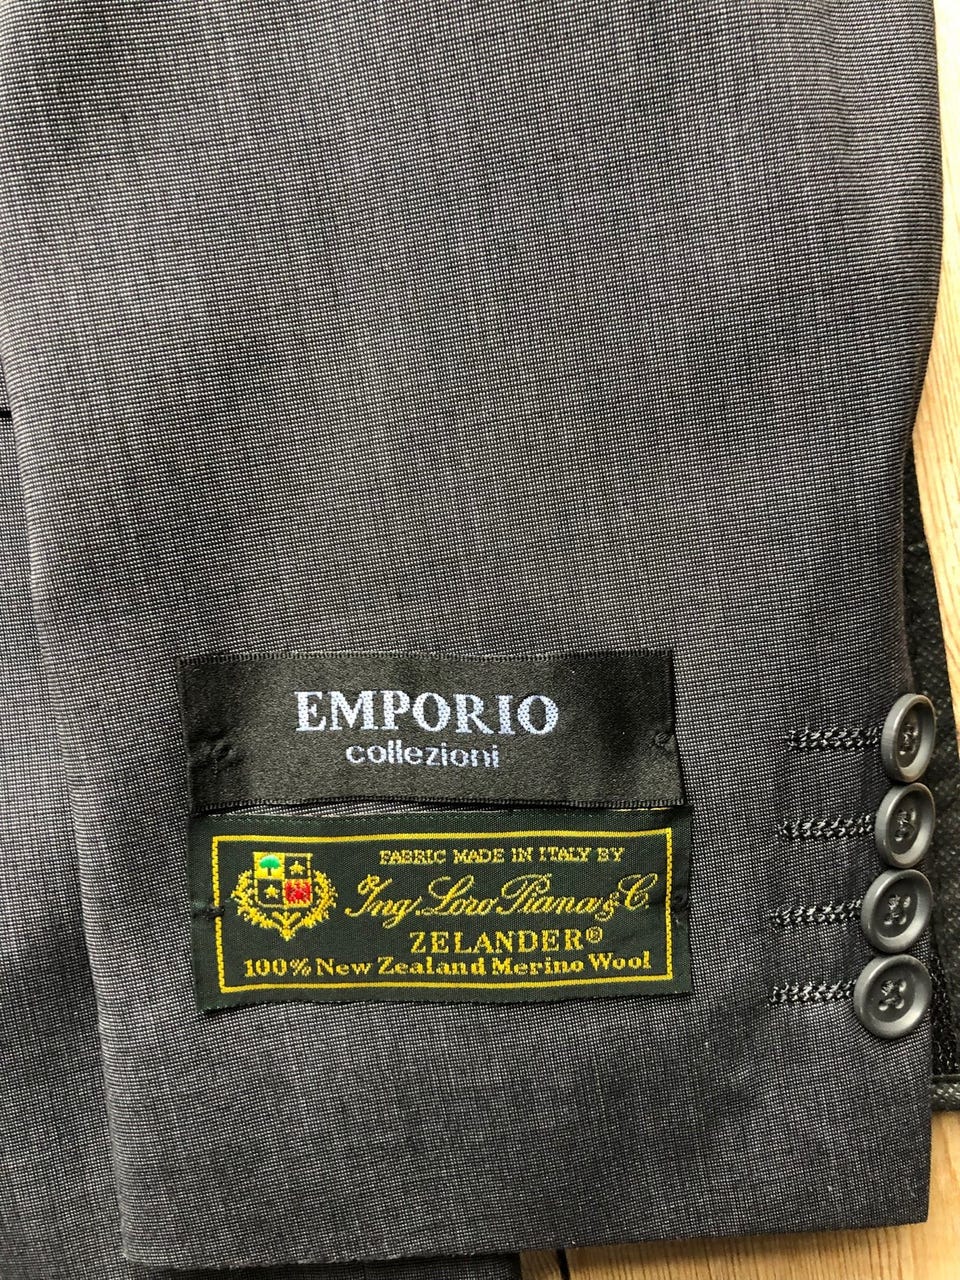 EMPORIO
collezioni
FABRIC MADE IN ITALY BY
Ing. Loro Piana & C.
ZELANDER®
100% New Zealand Merino Wool